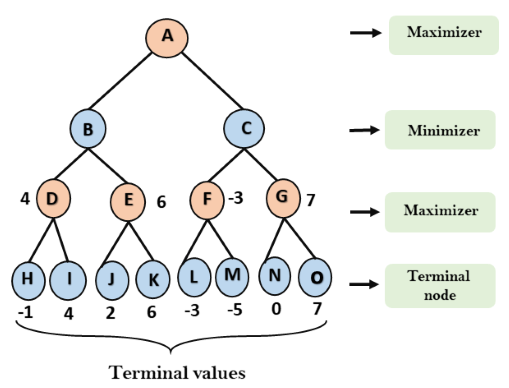 A
Maximizer
B
C
Minimizer
4 D E 6 F -3 G 7
Maximizer
H I J K L M N O
Terminal
node
-1 4 2 6 -3 -5 0 7
Terminal values